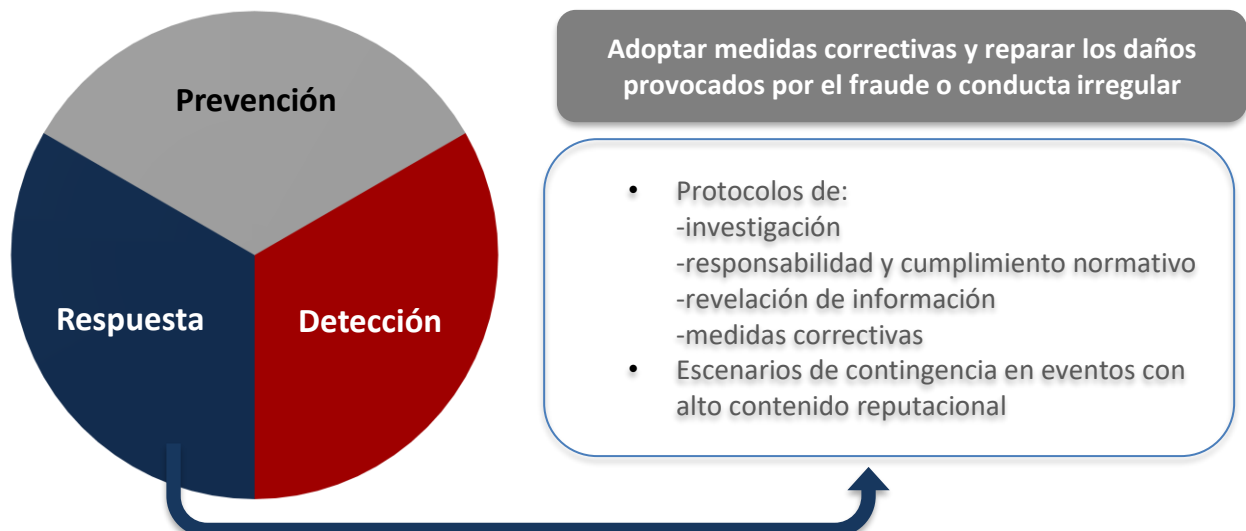 Prevención
Respuesta
Detección
Adoptar medidas correctivas y reparar los daños
provocados por el fraude o conducta irregular
• Protocolos de:
-investigación
-responsabilidad y cumplimiento normativo
-revelación de información
-medidas correctivas
• Escenarios de contingencia en eventos con
alto contenido reputacional